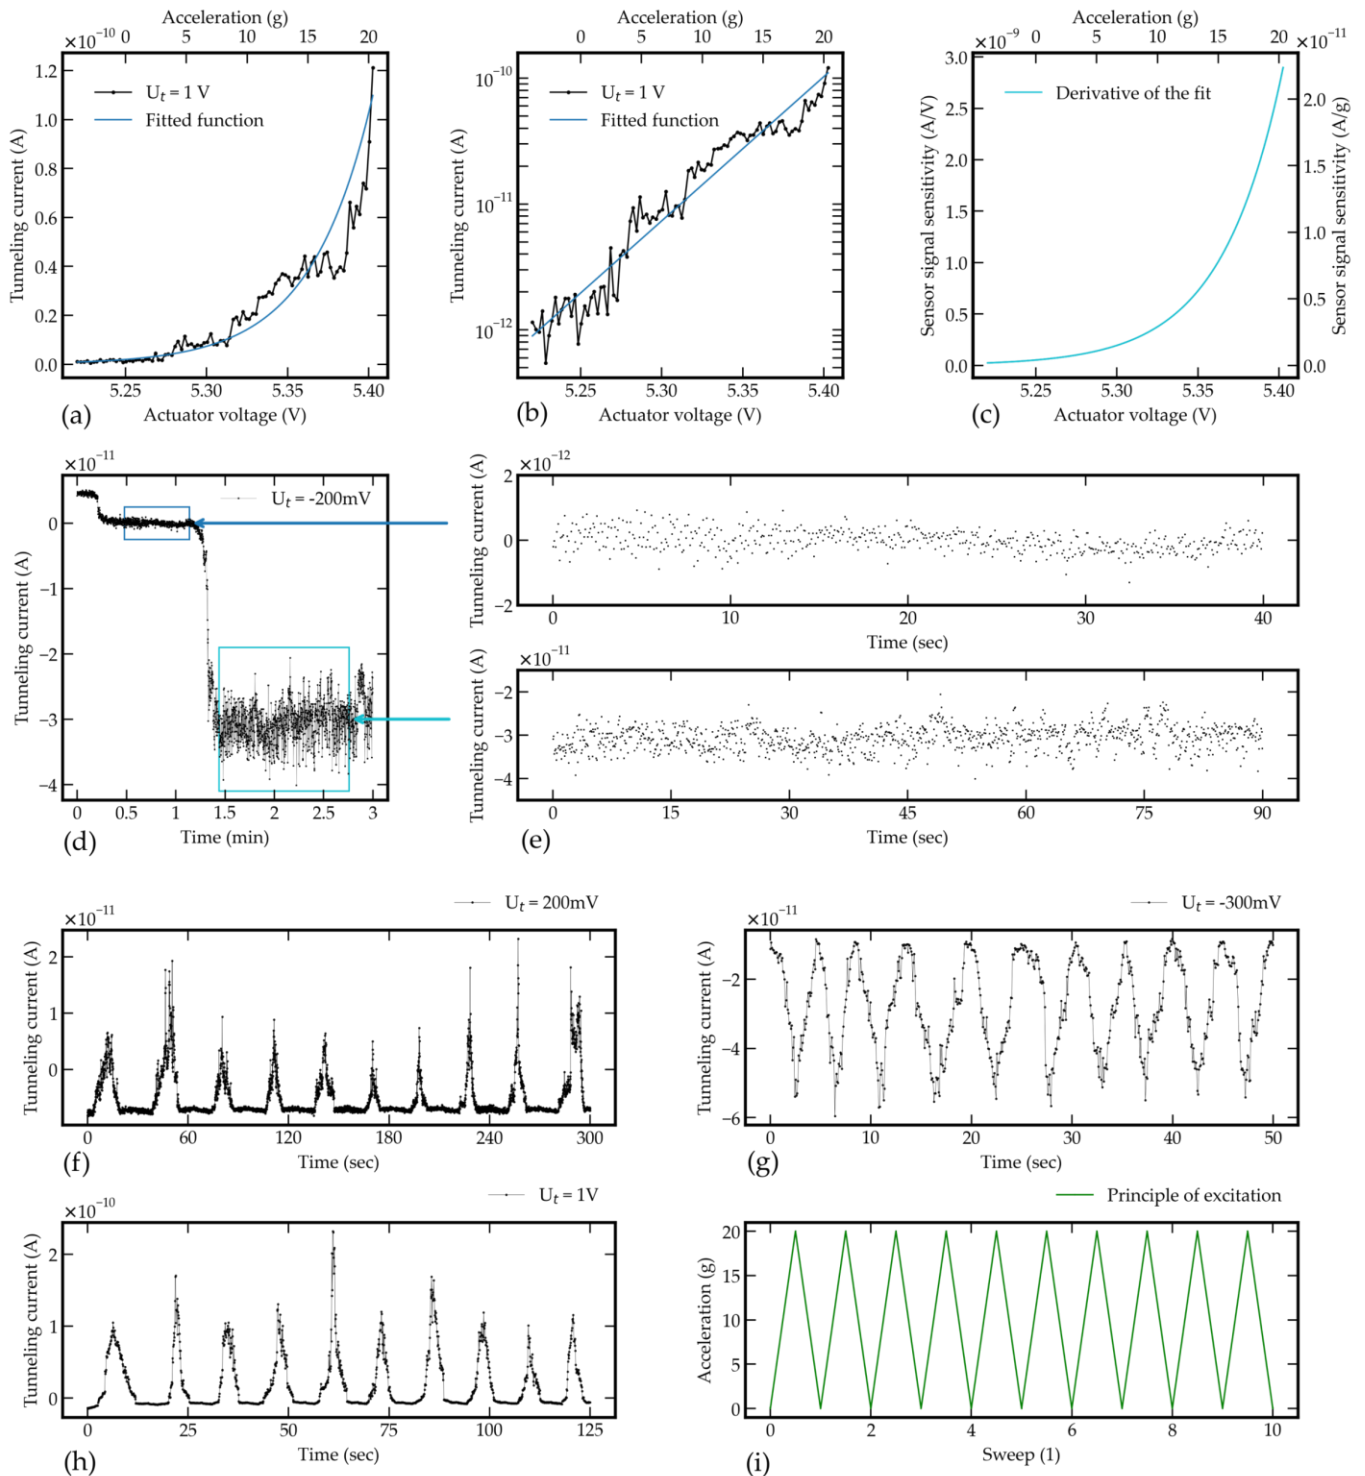 Acceleration (g)
×10⁻¹⁰ 0 5 10 15 20
1.2
1.0
0.8
0.6
0.4
0.2
0.0
Tunneling current (A)
Uₜ = 1 V
Fitted function
5.25 5.30 5.35 5.40
(a) Actuator voltage (V)
Acceleration (g)
0 5 10 15 20
10⁻¹⁰
10⁻¹¹
10⁻¹²
Tunneling current (A)
Uₜ = 1 V
Fitted function
5.25 5.30 5.35 5.40
(b) Actuator voltage (V)
Acceleration (g)
×10⁻⁹ 0 5 10 15 20 ×10⁻¹¹
3.0
2.5
2.0
1.5
1.0
0.5
0.0
Sensor signal sensitivity (A/V)
Derivative of the fit
2.0
1.5
1.0
0.5
0.0
Sensor signal sensitivity (A/g)
5.25 5.30 5.35 5.40
(c) Actuator voltage (V)
×10⁻¹¹
Uₜ = -200mV
0
−1
−2
−3
−4
Tunneling current (A)
0 0.5 1 1.5 2 2.5 3
(d) Time (min)
×10⁻¹²
2
0
−2
Tunneling current (A)
0 10 20 30 40
Time (sec)
×10⁻¹¹
−2
−3
−4
Tunneling current (A)
0 15 30 45 60 75 90
(e) Time (sec)
Uₜ = 200mV
×10⁻¹¹
2
1
0
Tunneling current (A)
0 60 120 180 240 300
(f) Time (sec)
Uₜ = -300mV
×10⁻¹¹
−2
−4
−6
Tunneling current (A)
0 10 20 30 40 50
(g) Time (sec)
Uₜ = 1V
×10⁻¹⁰
2
1
0
Tunneling current (A)
0 25 50 75 100 125
(h) Time (sec)
Principle of excitation
20
15
10
5
0
Acceleration (g)
0 2 4 6 8 10
(i) Sweep (1)